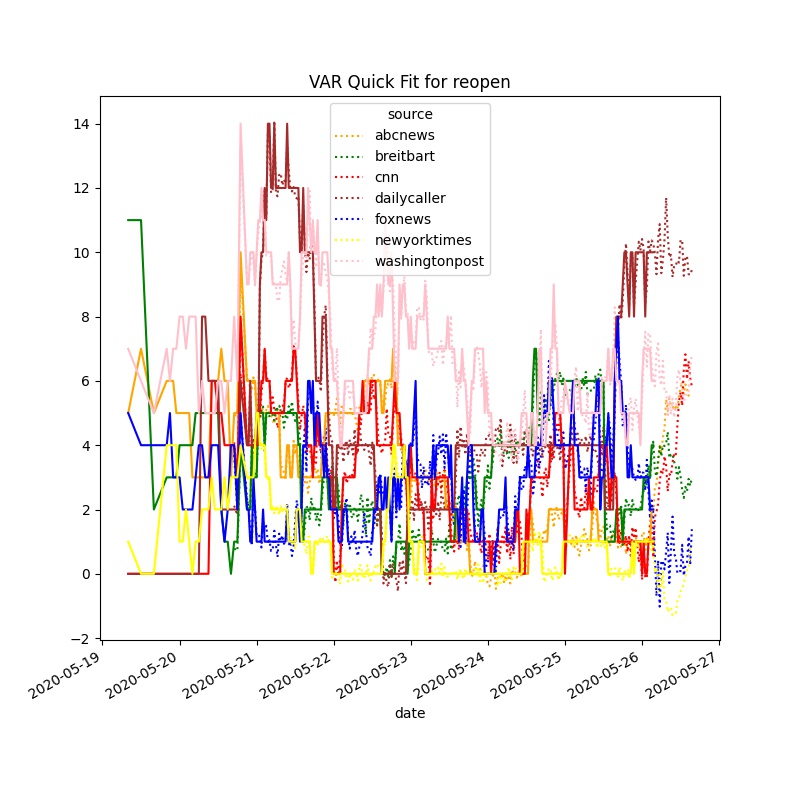 VAR Quick Fit for reopen
source
abcnews
breitbart
cnn
dailycaller
foxnews
newyorktimes
washingtonpost
14
12
10
8
6
4
2
0
−2
2020-05-19
2020-05-20
2020-05-21
2020-05-22
2020-05-23
2020-05-24
2020-05-25
2020-05-26
2020-05-27
date